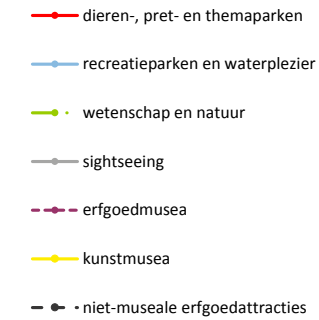 dieren-, pret- en themaparken
recreatieparken en waterplezier
wetenschap en natuur
sightseeing
erfgoedmusea
kunstmusea
niet-museale erfgoedattracties